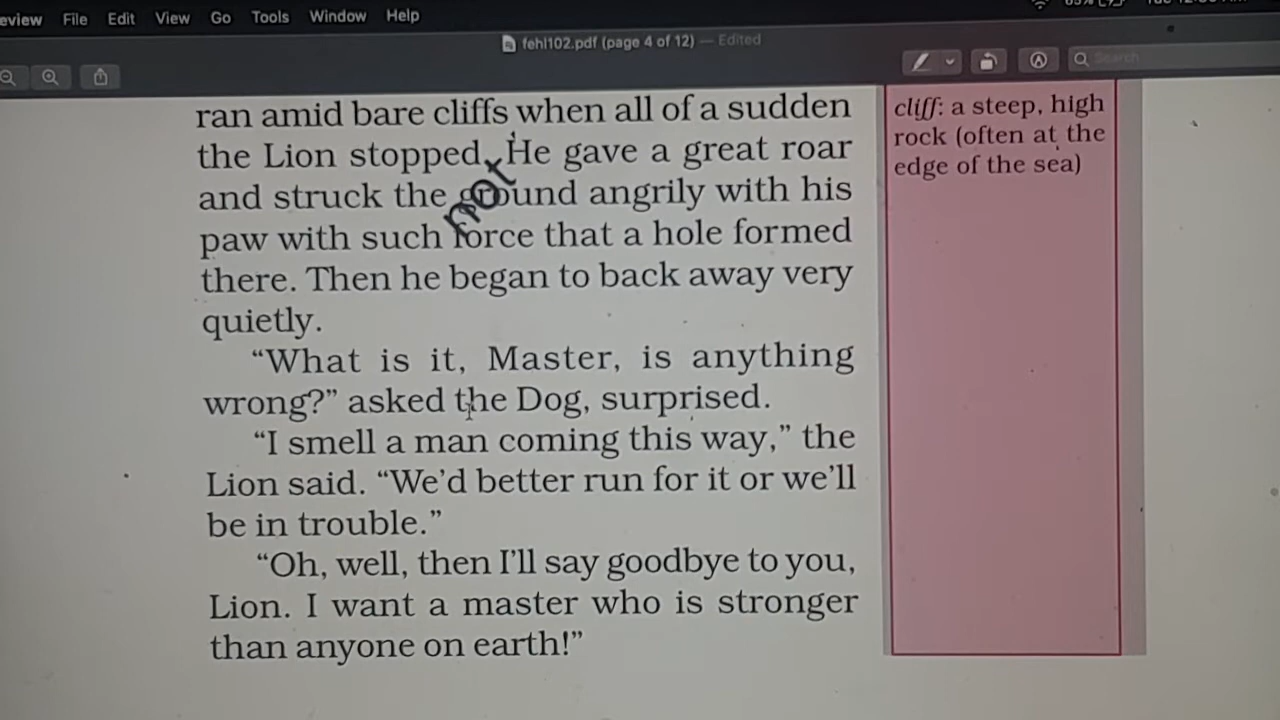 eview File Edit View Go Tools Window Help
fehl102.pdf (page 4 of 12) — Edited
Search
ran amid bare cliffs when all of a sudden
the Lion stopped. He gave a great roar
and struck the ground angrily with his
paw with such force that a hole formed
there. Then he began to back away very
quietly.
“What is it, Master, is anything
wrong?” asked the Dog, surprised.
“I smell a man coming this way,” the
Lion said. “We’d better run for it or we’ll
be in trouble.”
“Oh, well, then I’ll say goodbye to you,
Lion. I want a master who is stronger
than anyone on earth!”
not
cliff: a steep, high
rock (often at the
edge of the sea)